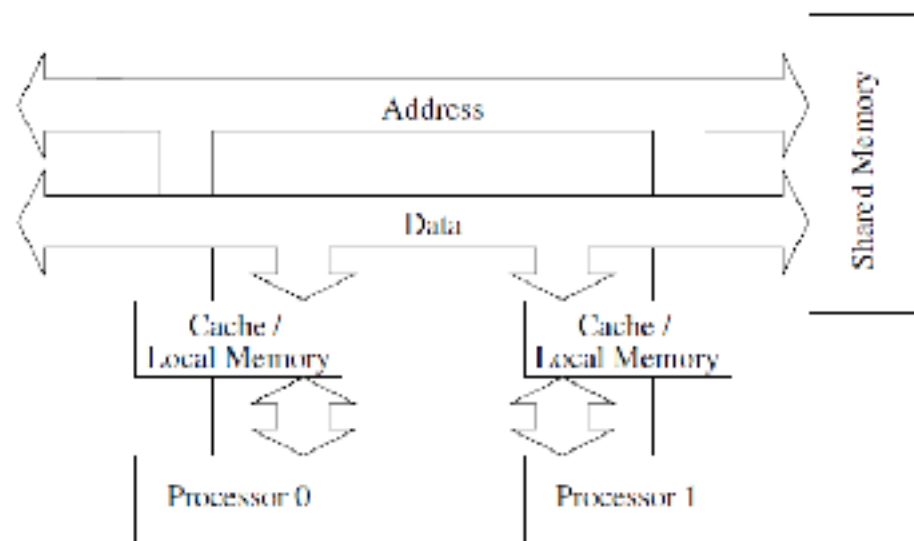 Address
Shared Memory
Data
Cache /
Local Memory
Cache /
Local Memory
Processor 0
Processor 1